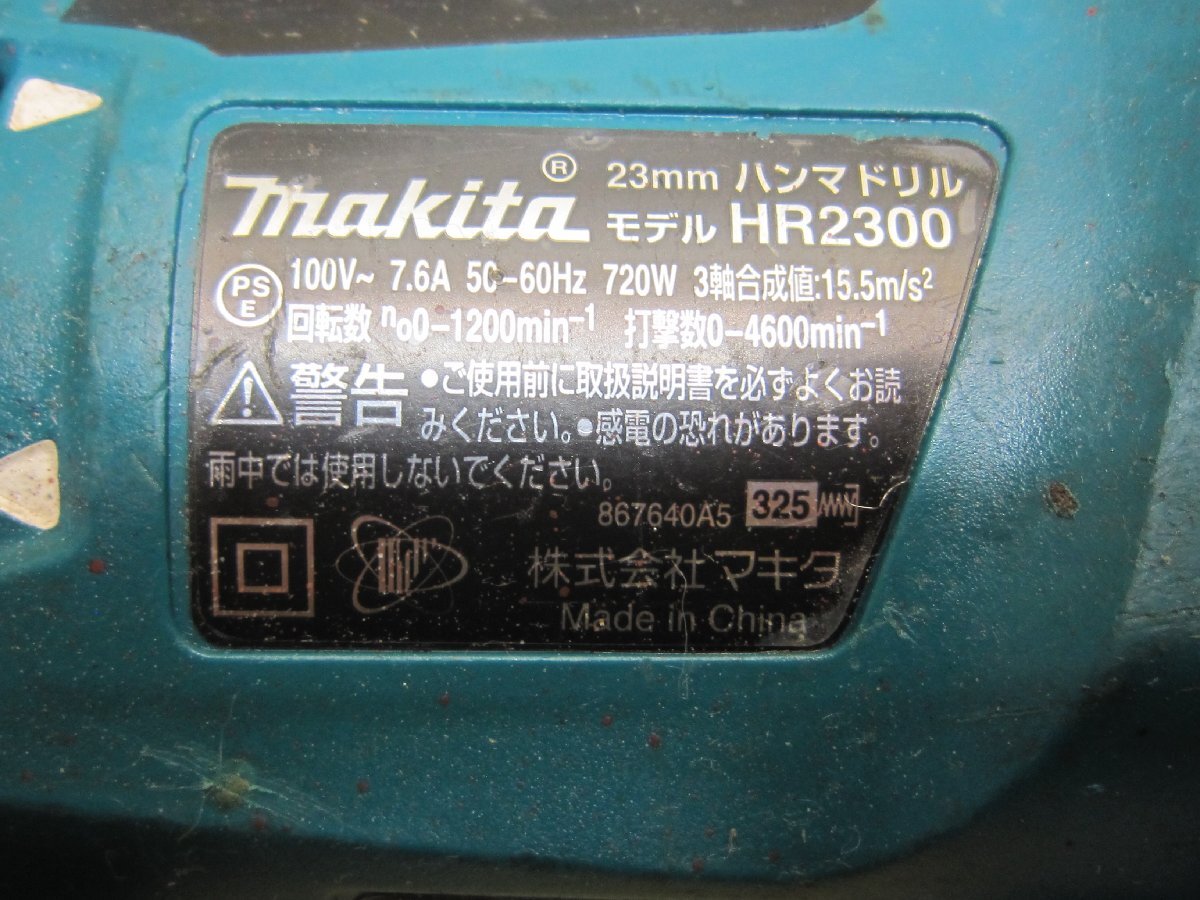 makita® 23mm ハンマドリル
モデル HR2300
PSE 100V~ 7.6A 50-60Hz 720W 3軸合成値:15.5m/s²
回転数 n₀0-1200min⁻¹ 打撃数0-4600min⁻¹
警告 ●ご使用前に取扱説明書を必ずよくお読
みください。●感電の恐れがあります。
雨中では使用しないでください。
867640A5 325
株式会社マキタ
Made in China